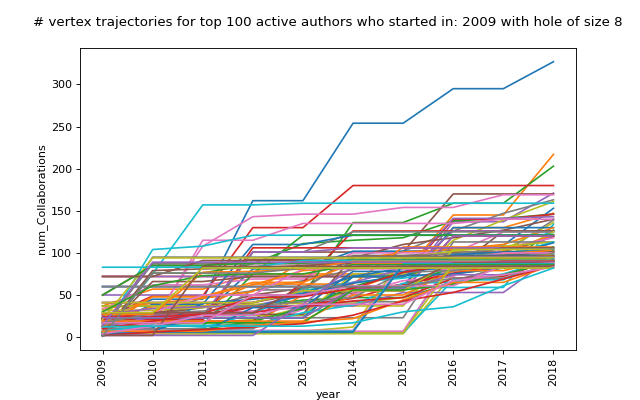 # vertex trajectories for top 100 active authors who started in: 2009 with hole of size 8
num_Collaborations
300
250
200
150
100
50
0
2009 2010 2011 2012 2013 2014 2015 2016 2017 2018
year